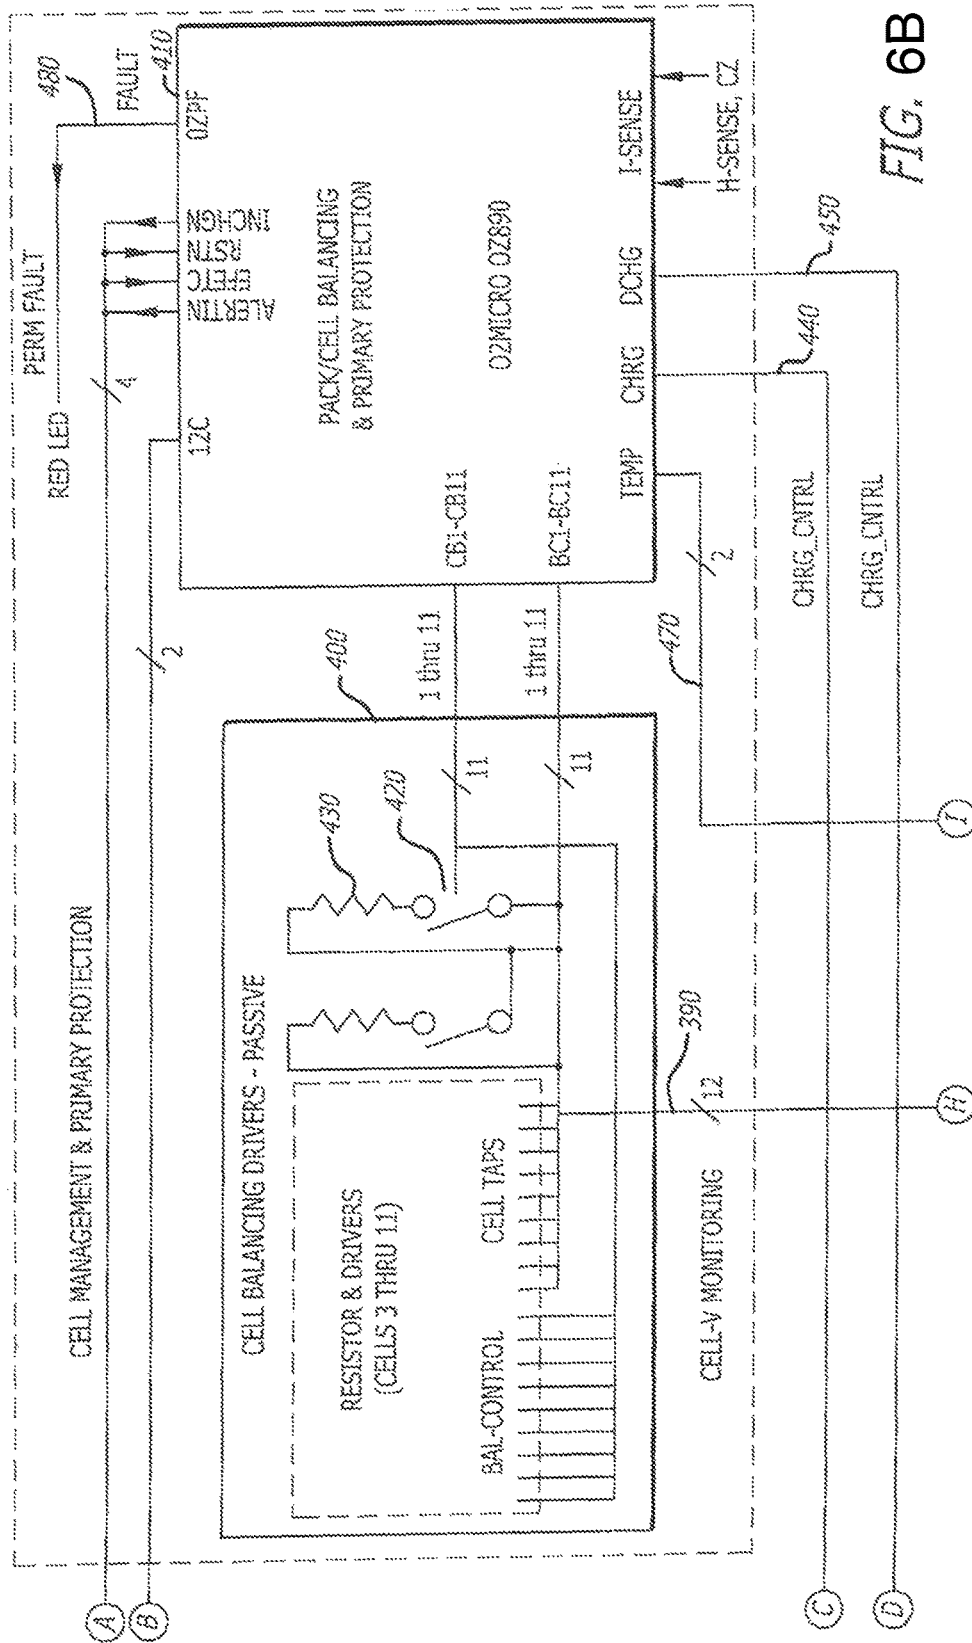 CELL MANAGEMENT & PRIMARY PROTECTION
PERM FAULT
RED LED
480
FAULT
410
A
B
4
2
12C
ALERTIN
EFETC
RSTN
INCHGN
OZPF
PACK/CELL BALANCING
& PRIMARY PROTECTION
O2MICRO OZ890
CB1-CB11
BC1-BC11
TEMP
CHRG
DCHG
I-SENSE
H-SENSE, CZ
CELL BALANCING DRIVERS - PASSIVE
400
1 thru 11
1 thru 11
11
11
430
420
RESISTOR & DRIVERS
(CELLS 3 THRU 11)
BAL-CONTROL
CELL TAPS
CELL-V MONITORING
12
390
470
2
440
450
CHRG_CNTRL
CHRG_CNTRL
C
D
H
I
FIG. 6B